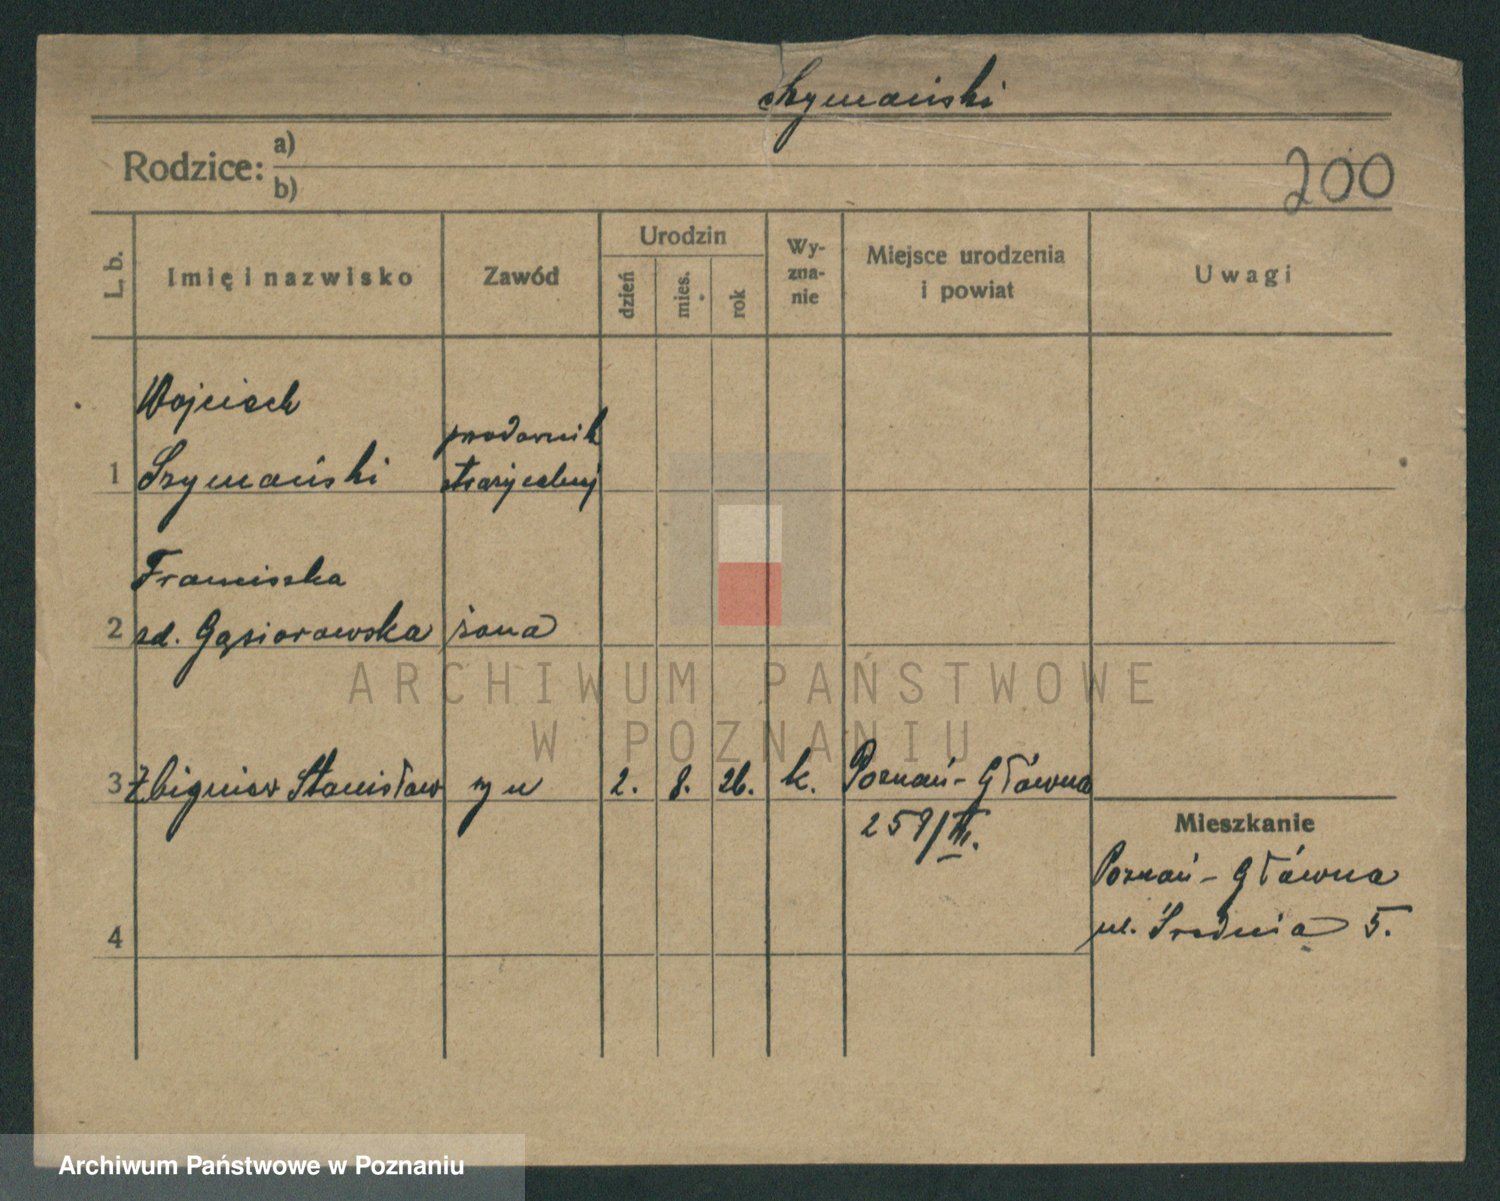 Szymański
Rodzice: a)
b)
200
L. b.
Imię i nazwisko
Zawód
Urodzin
dzień
mies.
rok
Wy-
zna-
nie
Miejsce urodzenia
i powiat
Uwagi
Wojciech
przodownik
1 Szymański
Franciszka
2 zd. Gąsiorowska żona
3 Zbigniew Stanisław syn 2. 8. 26. k. Poznań-Główna
259/III.
Mieszkanie
Poznań-Główna
ul. Średnia 5.
4
ARCHIWUM PAŃSTWOWE
W POZNANIU
Archiwum Państwowe w Poznaniu